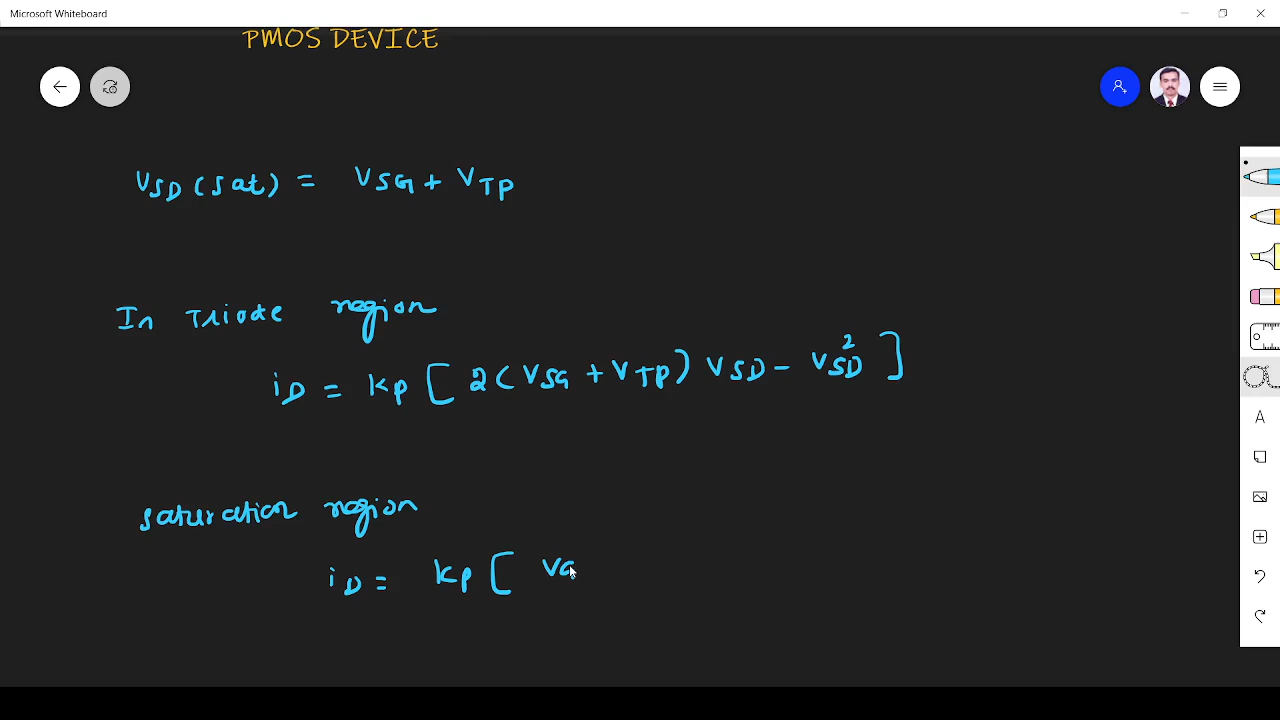 Microsoft Whiteboard
PMOS DEVICE
VSD (sat) = VSG + VTP
In Triode region
iD = kp [ 2 ( VSG + VTP ) VSD - VSD² ]
saturation region
iD = kp [ VG
A